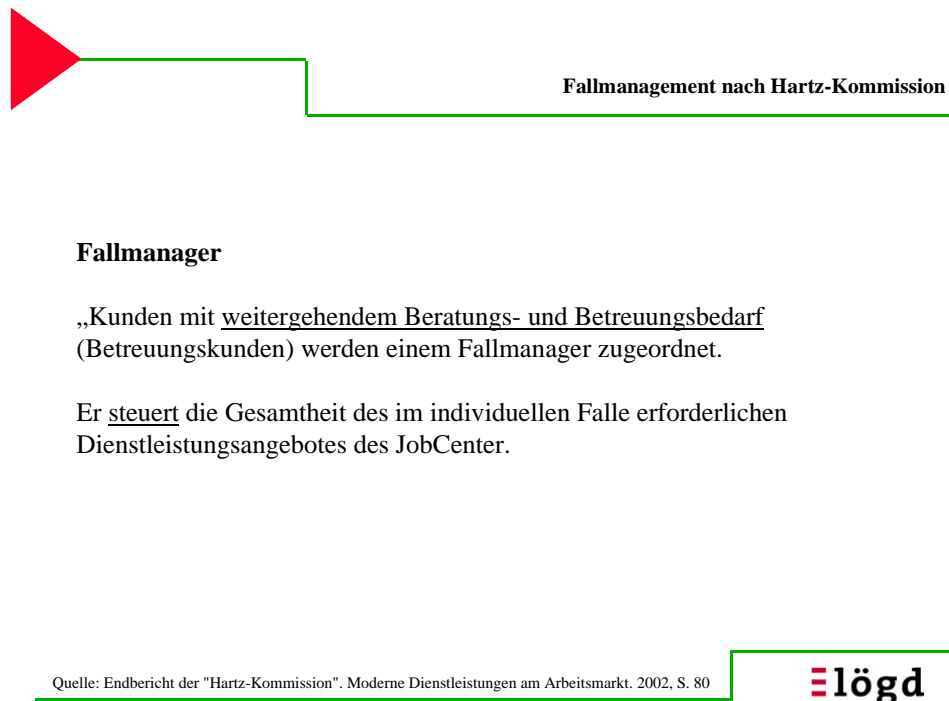 Fallmanagement nach Hartz-Kommission
Fallmanager
„Kunden mit weitergehendem Beratungs- und Betreuungsbedarf
(Betreuungskunden) werden einem Fallmanager zugeordnet.
Er steuert die Gesamtheit des im individuellen Falle erforderlichen
Dienstleistungsangebotes des JobCenter.
Quelle: Endbericht der "Hartz-Kommission". Moderne Dienstleistungen am Arbeitsmarkt. 2002, S. 80
lögd